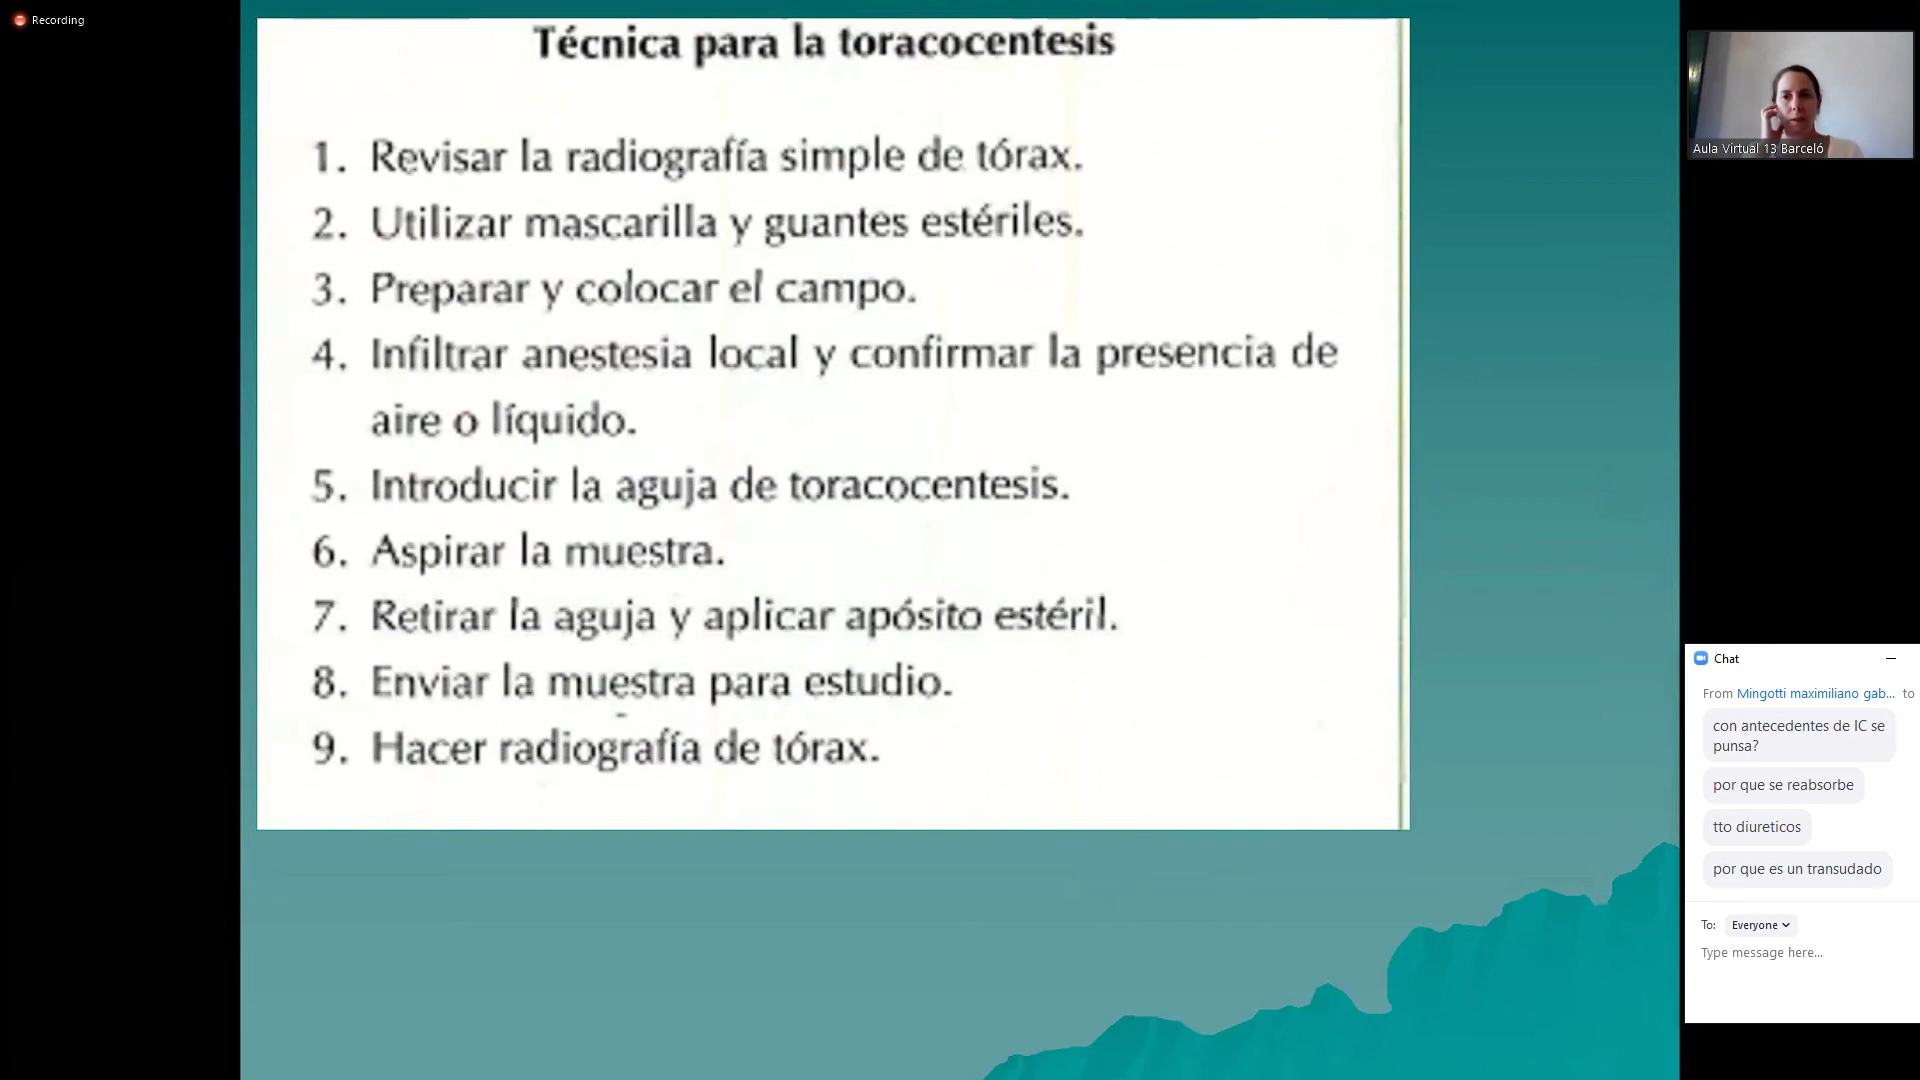 Recording
Técnica para la toracocentesis
1. Revisar la radiografía simple de tórax.
2. Utilizar mascarilla y guantes estériles.
3. Preparar y colocar el campo.
4. Infiltrar anestesia local y confirmar la presencia de
aire o líquido.
5. Introducir la aguja de toracocentesis.
6. Aspirar la muestra.
7. Retirar la aguja y aplicar apósito estéril.
8. Enviar la muestra para estudio.
9. Hacer radiografía de tórax.
Aula Virtual 13 Barceló
Chat
From Mingotti maximiliano gab... to
con antecedentes de IC se
punsa?
por que se reabsorbe
tto diureticos
por que es un transudado
To: Everyone
Type message here...